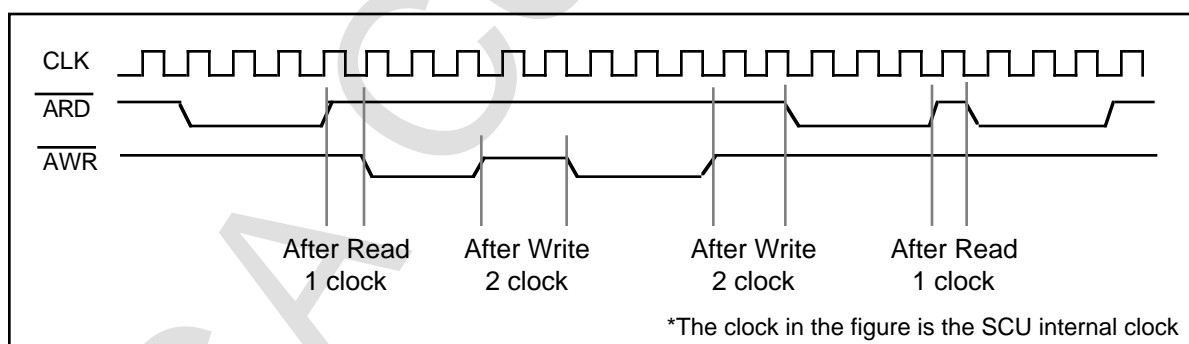 CLK
ARD
AWR
After Read
1 clock
After Write
2 clock
After Write
2 clock
After Read
1 clock
*The clock in the figure is the SCU internal clock